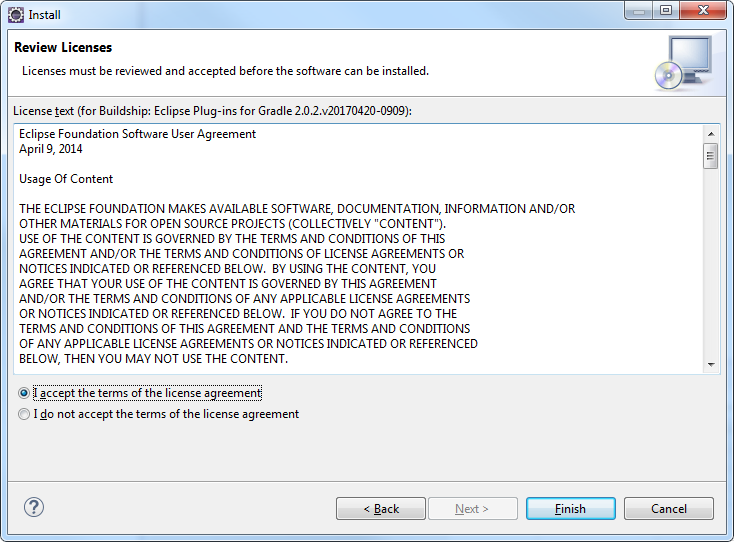 Install
Review Licenses
Licenses must be reviewed and accepted before the software can be installed.
License text (for Buildship: Eclipse Plug-ins for Gradle 2.0.2.v20170420-0909):
Eclipse Foundation Software User Agreement
April 9, 2014
Usage Of Content
THE ECLIPSE FOUNDATION MAKES AVAILABLE SOFTWARE, DOCUMENTATION, INFORMATION AND/OR
OTHER MATERIALS FOR OPEN SOURCE PROJECTS (COLLECTIVELY "CONTENT").
USE OF THE CONTENT IS GOVERNED BY THE TERMS AND CONDITIONS OF THIS
AGREEMENT AND/OR THE TERMS AND CONDITIONS OF LICENSE AGREEMENTS OR
NOTICES INDICATED OR REFERENCED BELOW.  BY USING THE CONTENT, YOU
AGREE THAT YOUR USE OF THE CONTENT IS GOVERNED BY THIS AGREEMENT
AND/OR THE TERMS AND CONDITIONS OF ANY APPLICABLE LICENSE AGREEMENTS
OR NOTICES INDICATED OR REFERENCED BELOW.  IF YOU DO NOT AGREE TO THE
TERMS AND CONDITIONS OF THIS AGREEMENT AND THE TERMS AND CONDITIONS
OF ANY APPLICABLE LICENSE AGREEMENTS OR NOTICES INDICATED OR REFERENCED
BELOW, THEN YOU MAY NOT USE THE CONTENT.
I accept the terms of the license agreement
I do not accept the terms of the license agreement
? < Back Next > Finish Cancel